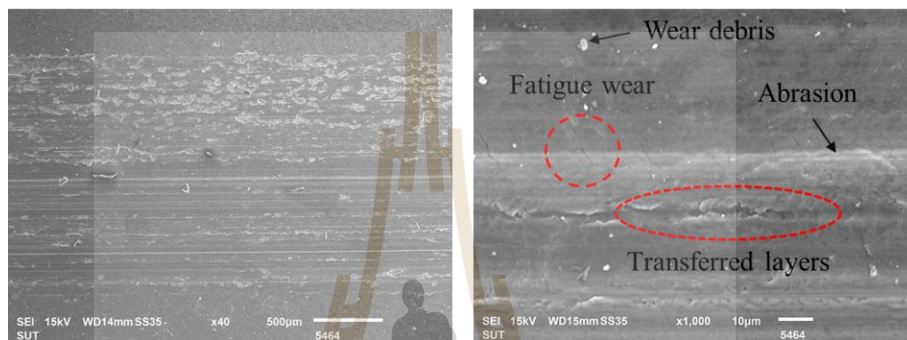 SEI 15kV WD14mm SS35 - x40 500µm
5464
SUT
Wear debris
Fatigue wear
Abrasion
Transferred layers
SEI 15kV WD15mm SS35 x1,000 10µm
5464
SUT